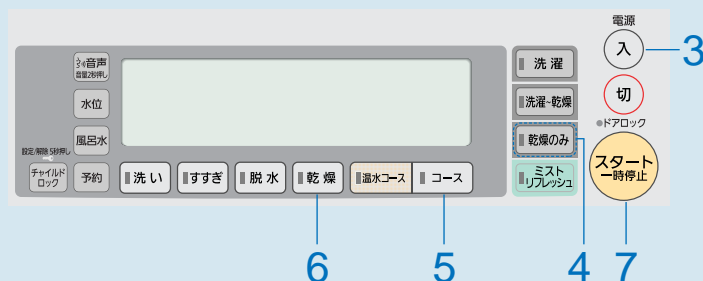 電源
入
3
切
ドアロック
スタート
一時停止
7
音声
音量2秒押し
水位
風呂水
設定/解除 5秒押し
チャイルド
ロック
予約
洗い
すすぎ
脱水
乾燥
6
温水コース
コース
5
洗濯
洗濯~乾燥
乾燥のみ
4
ミスト
リフレッシュ